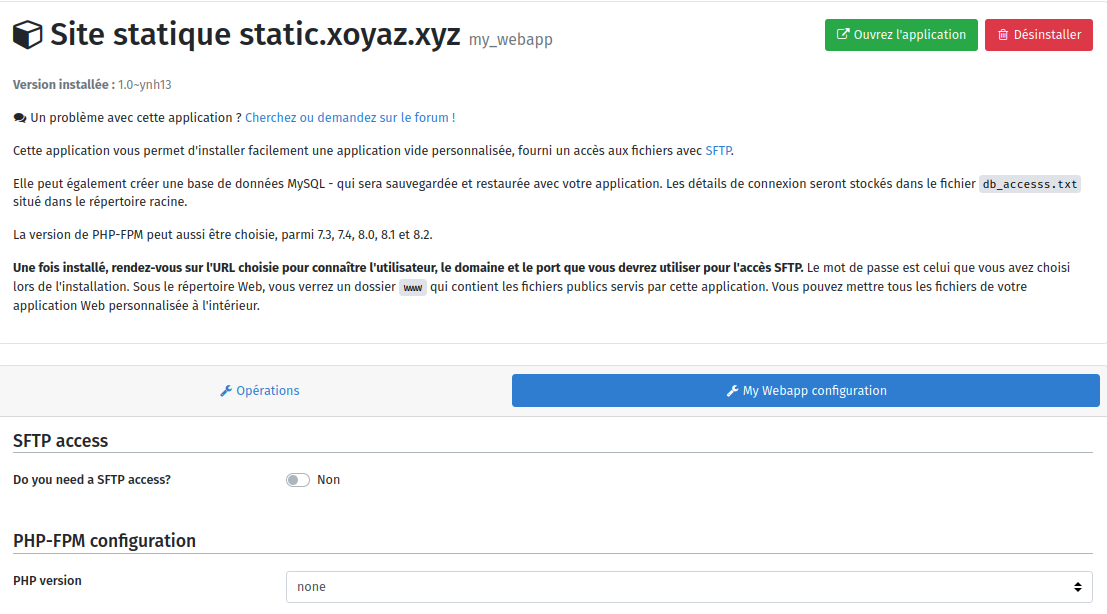 Site statique static.xoyaz.xyz my_webapp
Ouvrez l'application
Désinstaller
Version installée : 1.0~ynh13
Un problème avec cette application ? Cherchez ou demandez sur le forum !
Cette application vous permet d'installer facilement une application vide personnalisée, fourni un accès aux fichiers avec SFTP.
Elle peut également créer une base de données MySQL - qui sera sauvegardée et restaurée avec votre application. Les détails de connexion seront stockés dans le fichier db_accesss.txt
situé dans le répertoire racine.
La version de PHP-FPM peut aussi être choisie, parmi 7.3, 7.4, 8.0, 8.1 et 8.2.
Une fois installé, rendez-vous sur l'URL choisie pour connaître l'utilisateur, le domaine et le port que vous devrez utiliser pour l'accès SFTP. Le mot de passe est celui que vous avez choisi
lors de l'installation. Sous le répertoire Web, vous verrez un dossier www qui contient les fichiers publics servis par cette application. Vous pouvez mettre tous les fichiers de votre
application Web personnalisée à l'intérieur.
Opérations
My Webapp configuration
SFTP access
Do you need a SFTP access?
Non
PHP-FPM configuration
PHP version
none